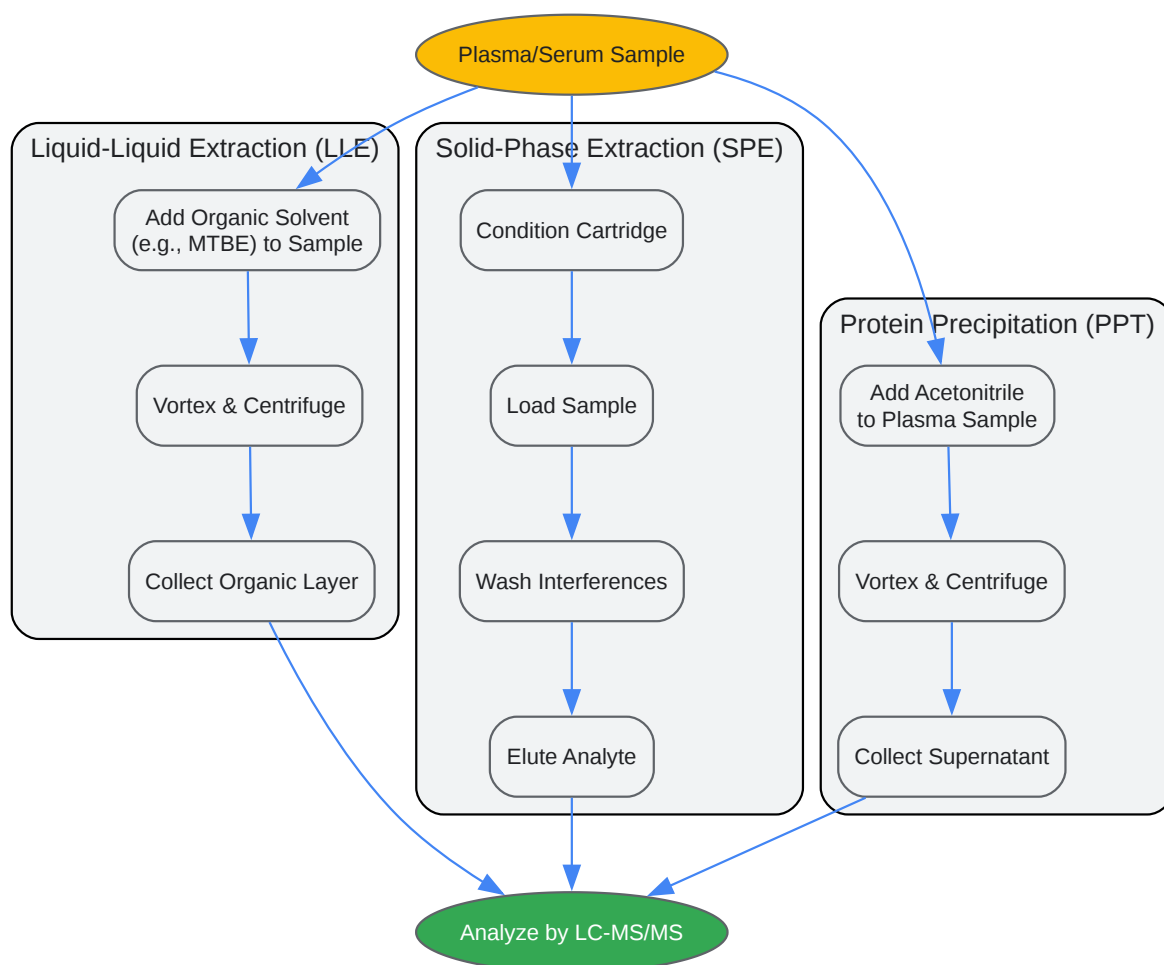 Plasma/Serum Sample
Liquid-Liquid Extraction (LLE)
Add Organic Solvent
(e.g., MTBE) to Sample
Vortex & Centrifuge
Collect Organic Layer
Solid-Phase Extraction (SPE)
Condition Cartridge
Load Sample
Wash Interferences
Elute Analyte
Protein Precipitation (PPT)
Add Acetonitrile
to Plasma Sample
Vortex & Centrifuge
Collect Supernatant
Analyze by LC-MS/MS